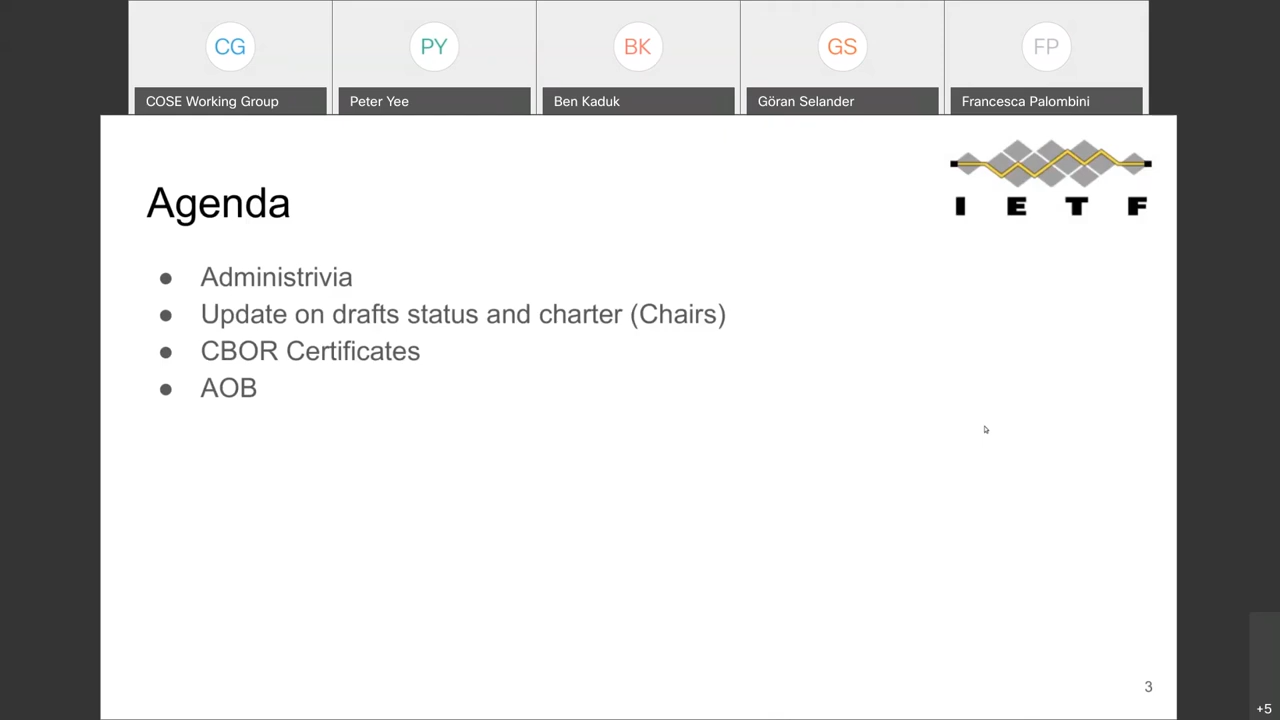 CG PY BK GS FP
COSE Working Group Peter Yee Ben Kaduk Göran Selander Francesca Palombini
I E T F
Agenda
● Administrivia
● Update on drafts status and charter (Chairs)
● CBOR Certificates
● AOB
3
+5